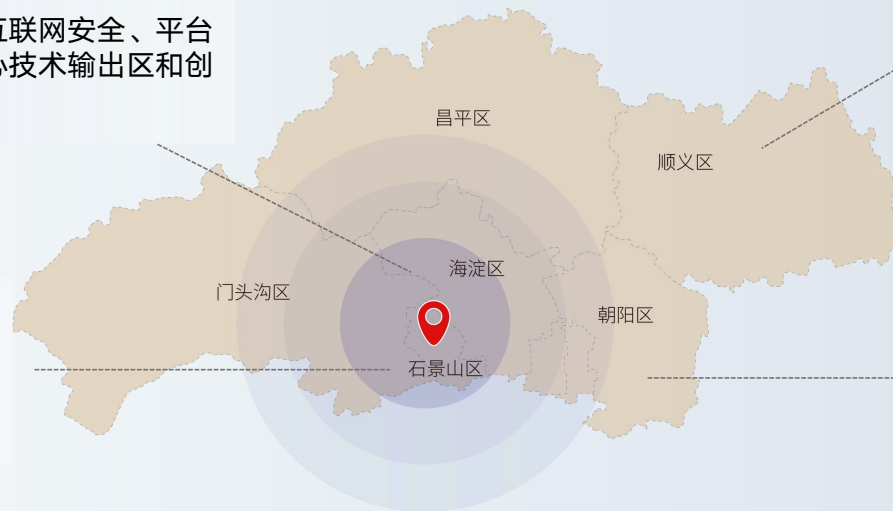 互联网安全、平台
心技术输出区和创
昌平区
顺义区
海淀区
门头沟区
朝阳区
石景山区